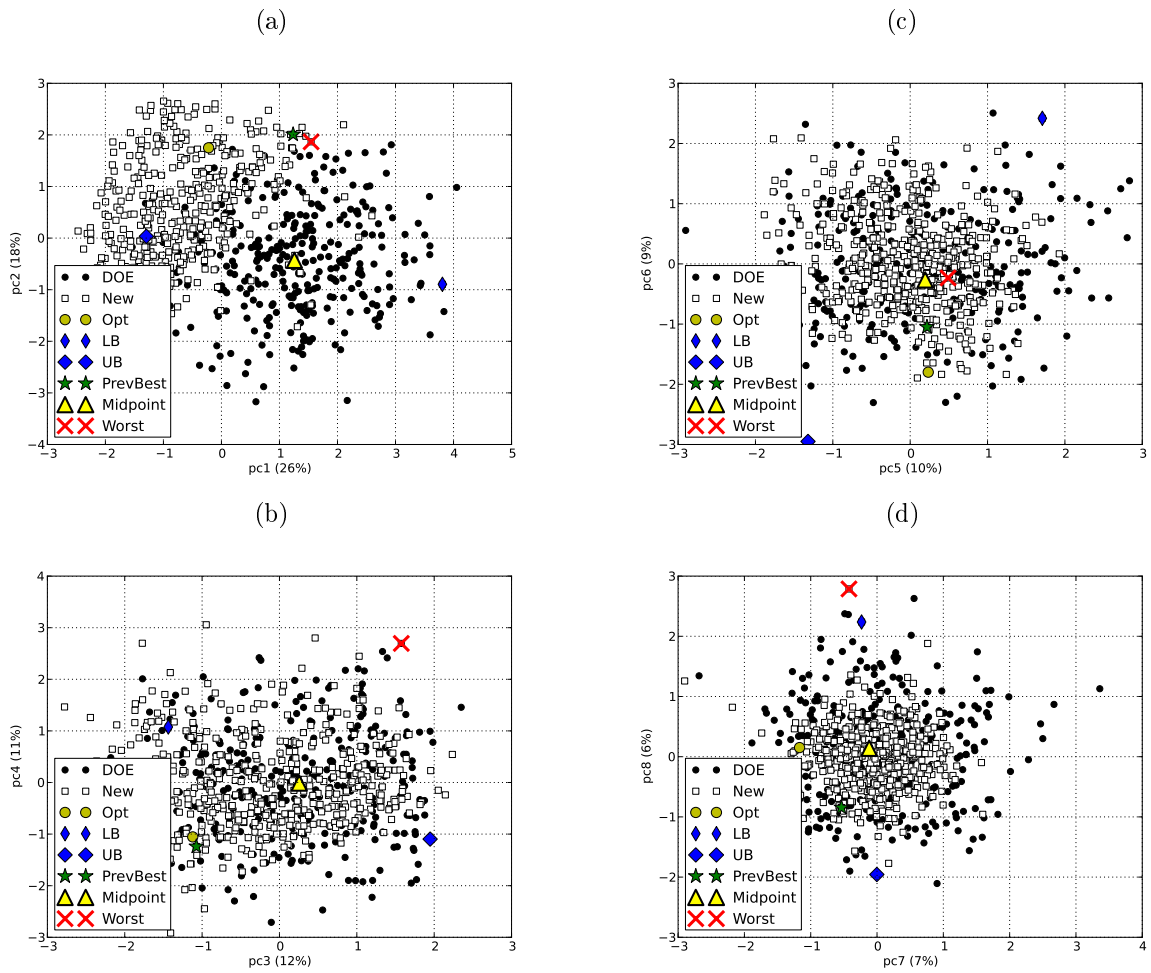 (a)
3
2
1
0
−1
−2
−3
−4
pc2 (18%)
DOE
New
Opt
LB
UB
PrevBest
Midpoint
Worst
−3 −2 −1 0 1 2 3 4 5
pc1 (26%)
(c)
3
2
1
0
−1
−2
−3
pc6 (9%)
DOE
New
Opt
LB
UB
PrevBest
Midpoint
Worst
−3 −2 −1 0 1 2 3
pc5 (10%)
(b)
4
3
2
1
0
−1
−2
−3
pc4 (11%)
DOE
New
Opt
LB
UB
PrevBest
Midpoint
Worst
−3 −2 −1 0 1 2 3
pc3 (12%)
(d)
3
2
1
0
−1
−2
−3
pc8 (6%)
DOE
New
Opt
LB
UB
PrevBest
Midpoint
Worst
−3 −2 −1 0 1 2 3 4
pc7 (7%)